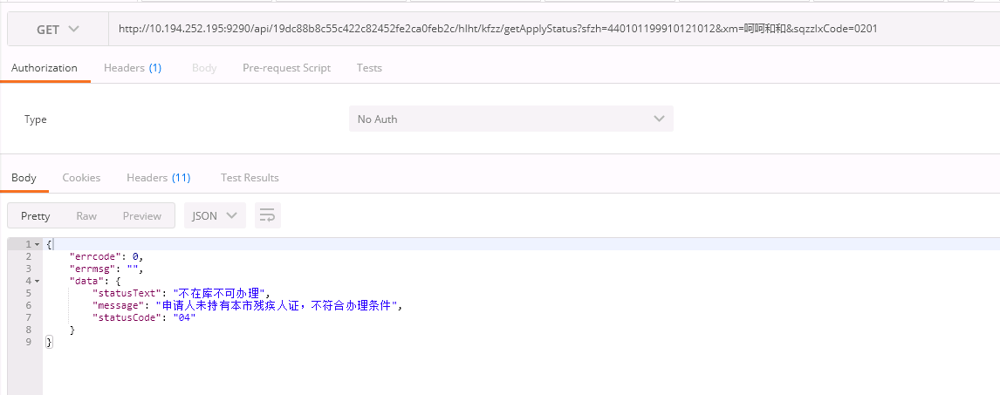 GET http://10.194.252.195:9290/api/19dc88b8c55c422c82452fe2ca0feb2c/hlht/kfzz/getApplyStatus?sfzh=440101199910121012&xm=呵呵和和&sqzzlxCode=0201
Authorization Headers (1) Body Pre-request Script Tests
Type No Auth
Body Cookies Headers (11) Test Results
Pretty Raw Preview JSON
1 {
2 "errcode": 0,
3 "errmsg": "",
4 "data": {
5 "statusText": "不在库不可办理",
6 "message": "申请人未持有本市残疾人证，不符合办理条件",
7 "statusCode": "04"
8 }
9 }